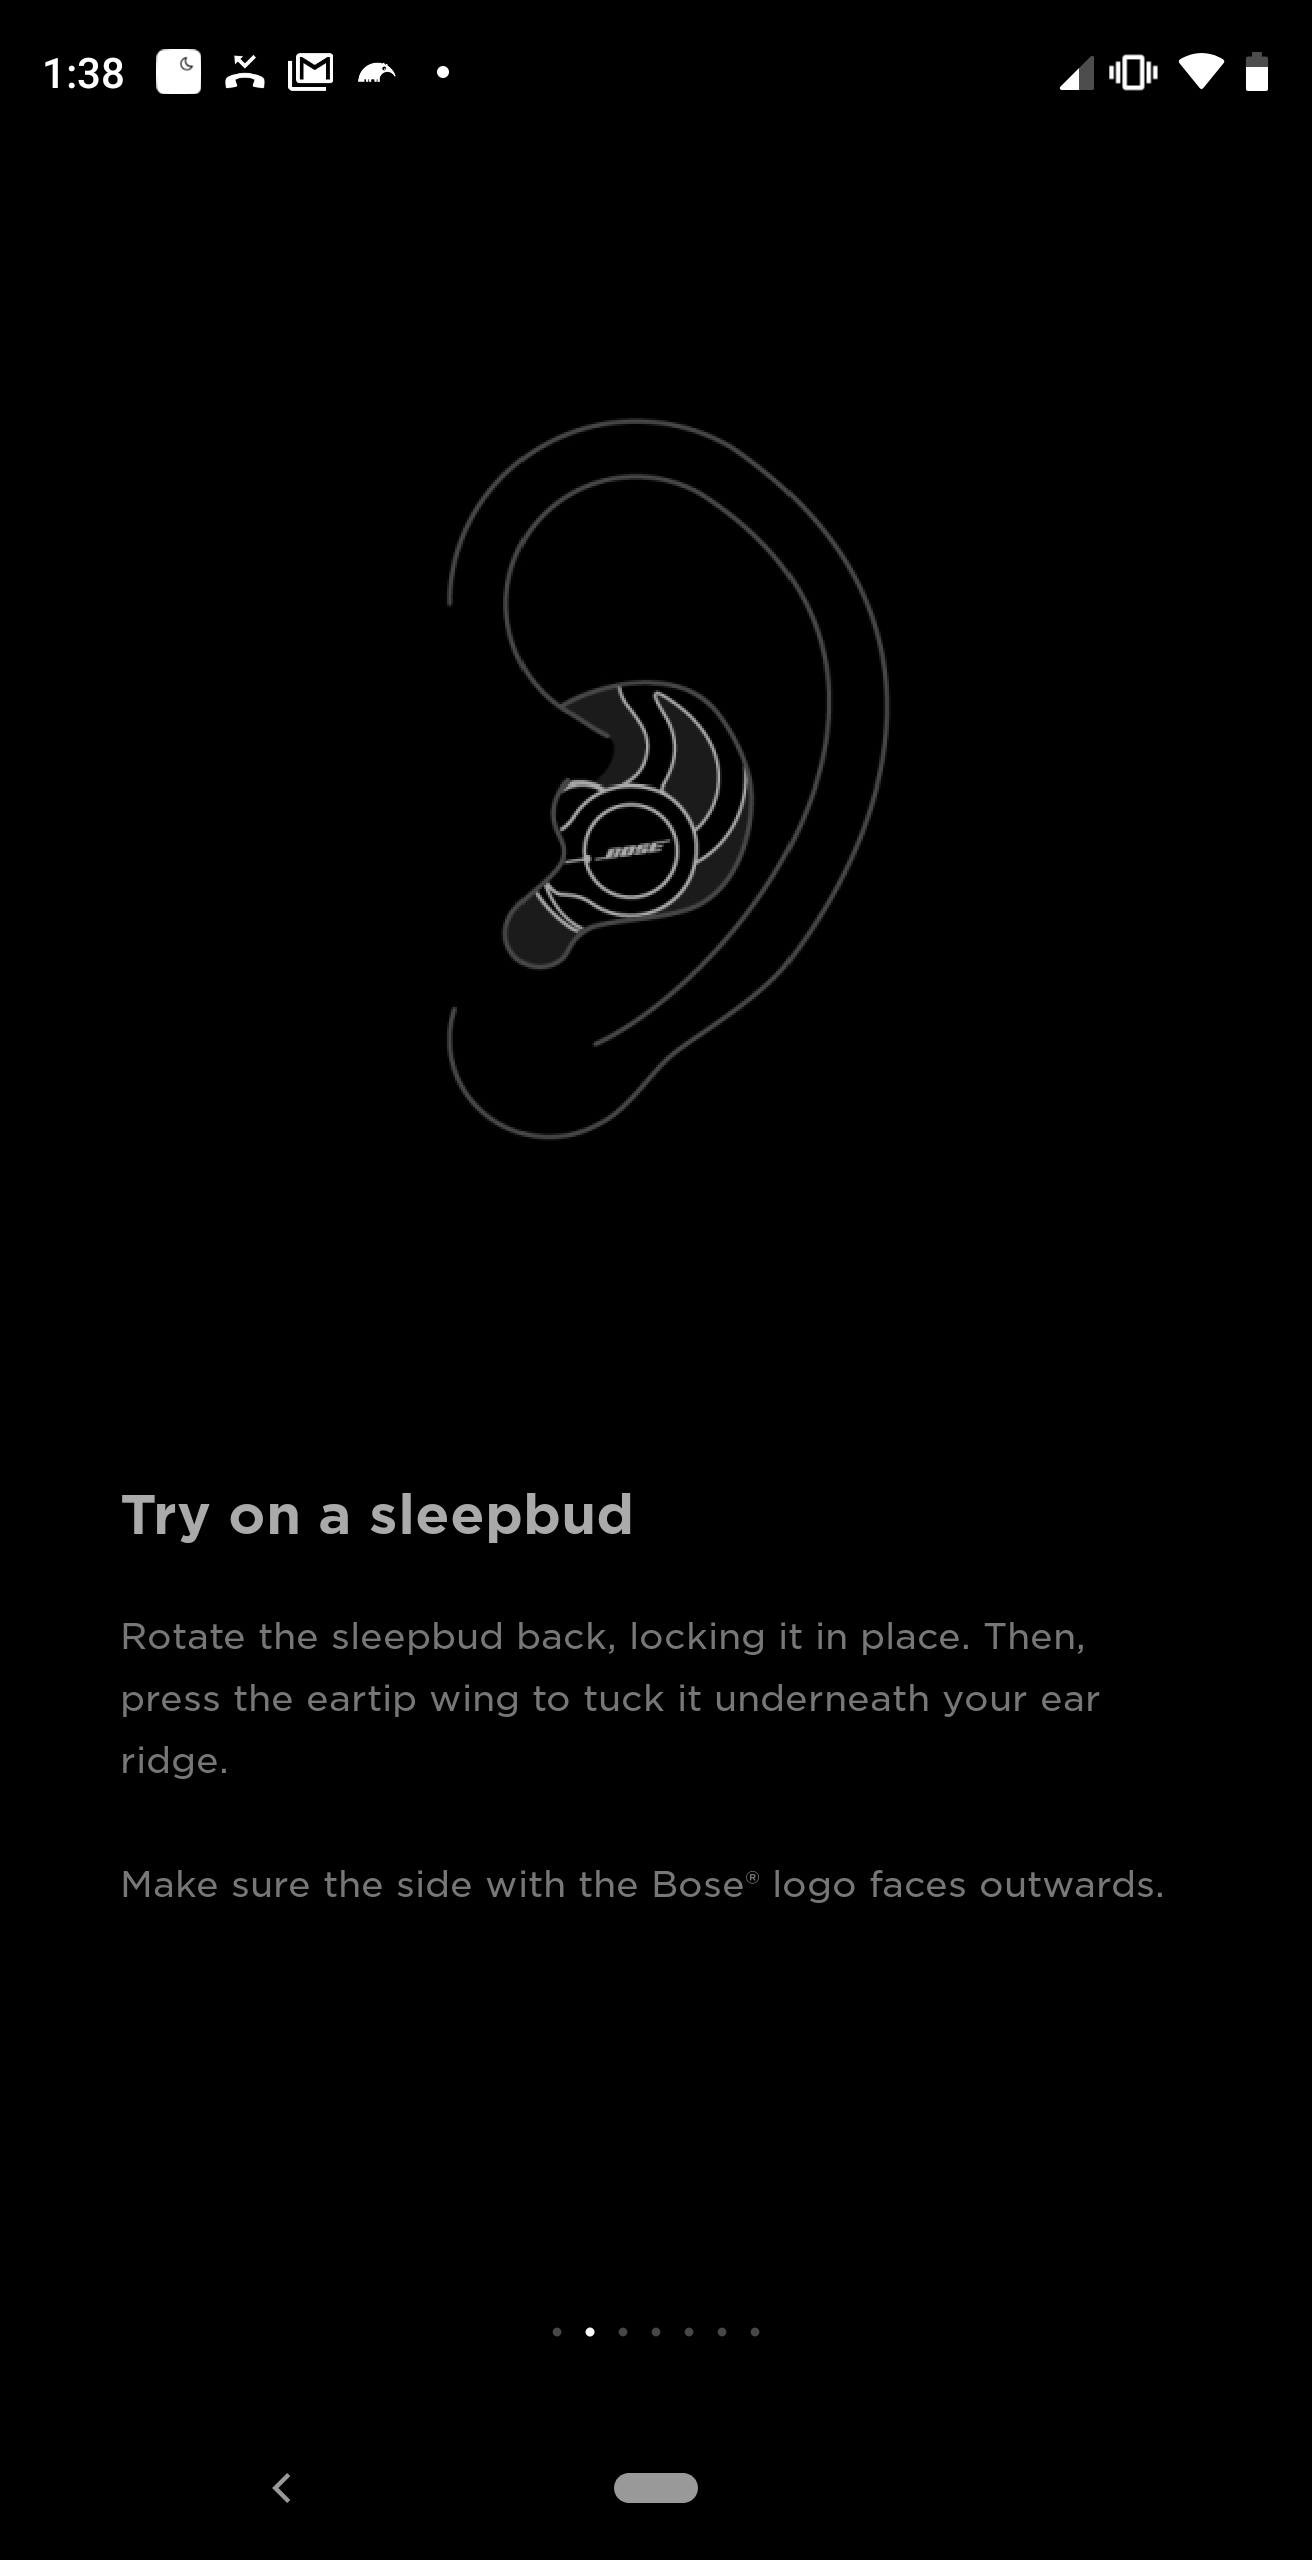 1:38
BOSE
Try on a sleepbud
Rotate the sleepbud back, locking it in place. Then,
press the eartip wing to tuck it underneath your ear
ridge.
Make sure the side with the Bose® logo faces outwards.